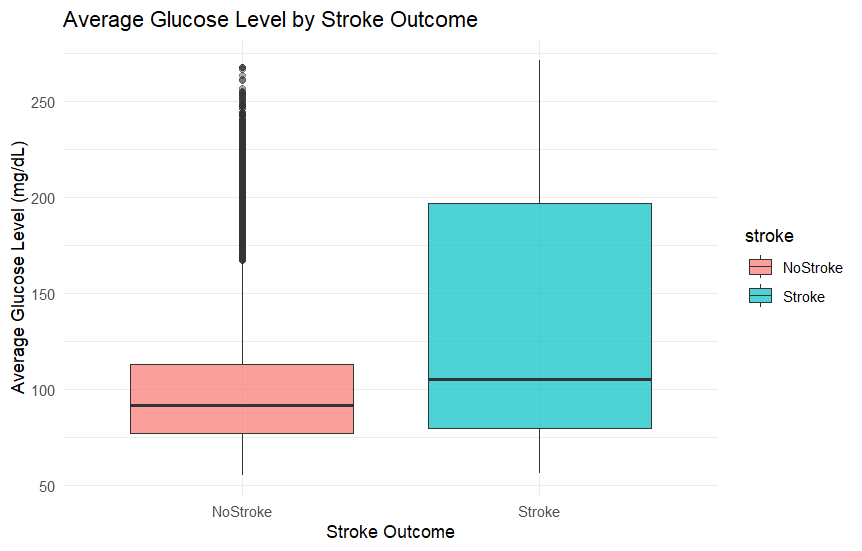 Average Glucose Level by Stroke Outcome
Average Glucose Level (mg/dL)
250
200
150
100
50
NoStroke
Stroke
Stroke Outcome
stroke
NoStroke
Stroke